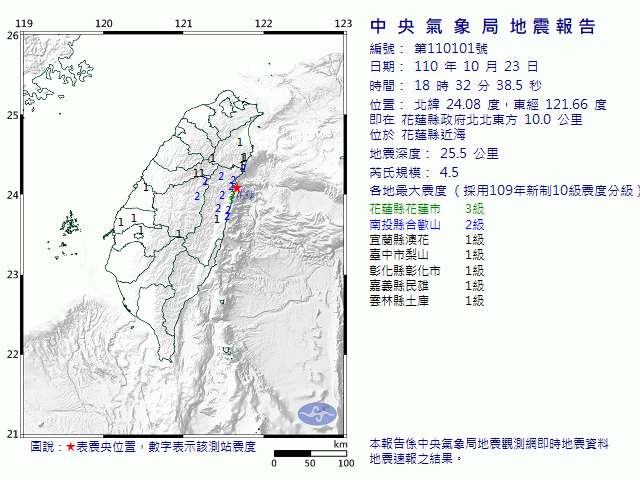 119
120
121
122
123
26
25
24
23
22
21
1
1
1
1
1
1
1
2
2
2
1
2
2
3
2
2
2
1
1
1
1
1
1
圖說：★表震央位置，數字表示該測站震度
km
0
50
100
中央氣象局地震報告
編號： 第110101號
日期： 110 年 10 月 23 日
時間： 18 時 32 分 38.5 秒
位置： 北緯 24.08 度，東經 121.66 度
即在 花蓮縣政府北北東方 10.0 公里
位於 花蓮縣近海
地震深度： 25.5 公里
芮氏規模： 4.5
各地最大震度（採用109年新制10級震度分級）
花蓮縣花蓮市 3級
南投縣合歡山 2級
宜蘭縣澳花 1級
臺中市梨山 1級
彰化縣彰化市 1級
嘉義縣民雄 1級
雲林縣土庫 1級
本報告係中央氣象局地震觀測網即時地震資料
地震速報之結果。